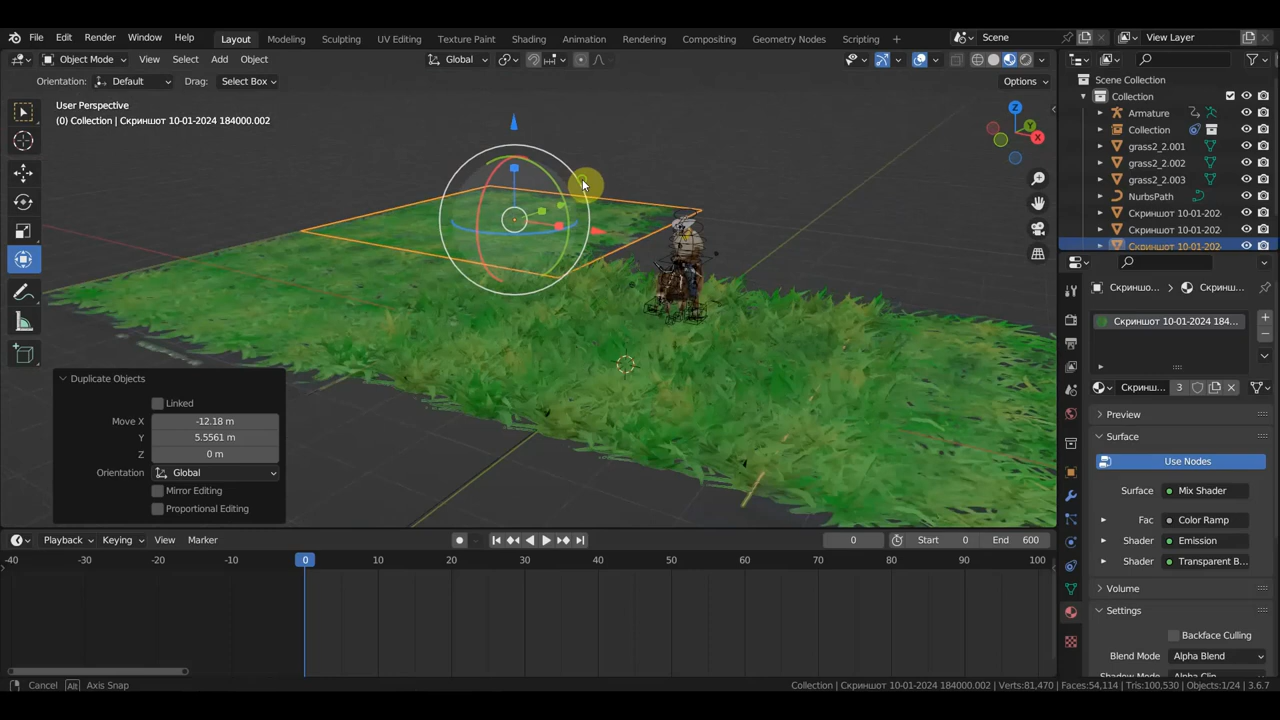 File Edit Render Window Help Layout Modeling Sculpting UV Editing Texture Paint Shading Animation Rendering Compositing Geometry Nodes Scripting + Scene View Layer
Object Mode View Select Add Object Global Options
Orientation: Default Drag: Select Box
User Perspective
(0) Collection | Скриншот 10-01-2024 184000.002
Z
Y
X
Scene Collection
Collection
Armature
Collection
grass2_2.001
grass2_2.002
grass2_2.003
NurbsPath
Скриншот 10-01-202
Скриншот 10-01-202
Скриншот 10-01-202
Скриншо... Скриншо...
Скриншот 10-01-2024 184...
Скринш... 3
Preview
Surface
Use Nodes
Surface Mix Shader
Fac Color Ramp
Shader Emission
Shader Transparent B...
Volume
Settings
Backface Culling
Blend Mode Alpha Blend
Duplicate Objects
Linked
Move X -12.18 m
Y 5.5561 m
Z 0 m
Orientation Global
Mirror Editing
Proportional Editing
Playback Keying View Marker 0 Start 0 End 600
-40 -30 -20 -10 0 10 20 30 40 50 60 70 80 90 100
Cancel Alt Axis Snap Collection | Скриншот 10-01-2024 184000.002 | Verts:81,470 | Faces:54,114 | Tris:100,530 | Objects:1/24 | 3.6.7